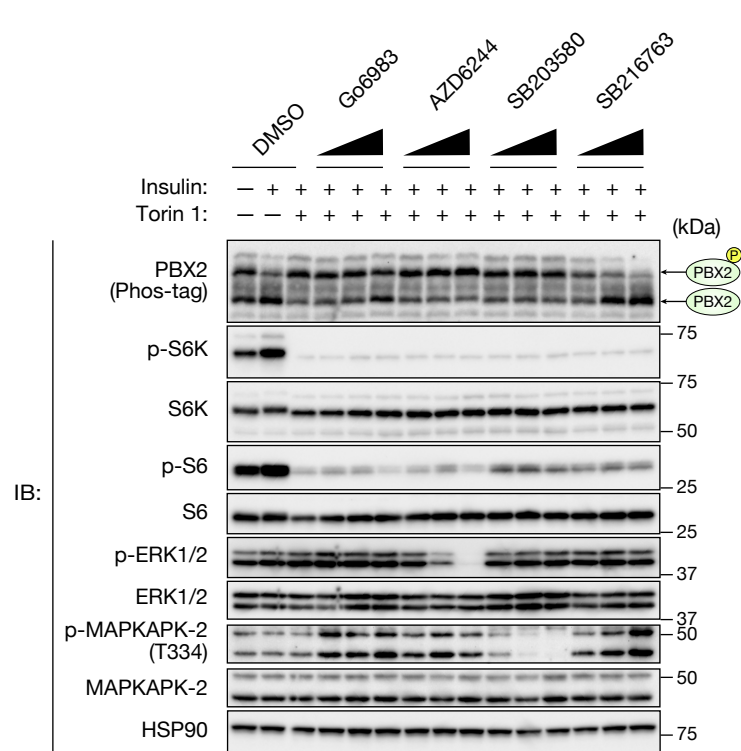 DMSO Go6983 AZD6244 SB203580 SB216763
Insulin: − + + + + + + + + + + + + + +
Torin 1: − − + + + + + + + + + + + + +
(kDa)
IB:
PBX2
(Phos-tag)
P
PBX2
PBX2
p-S6K
75
S6K
75
50
p-S6
25
S6
25
p-ERK1/2
37
ERK1/2
37
p-MAPKAPK-2
(T334)
50
MAPKAPK-2
50
HSP90
75